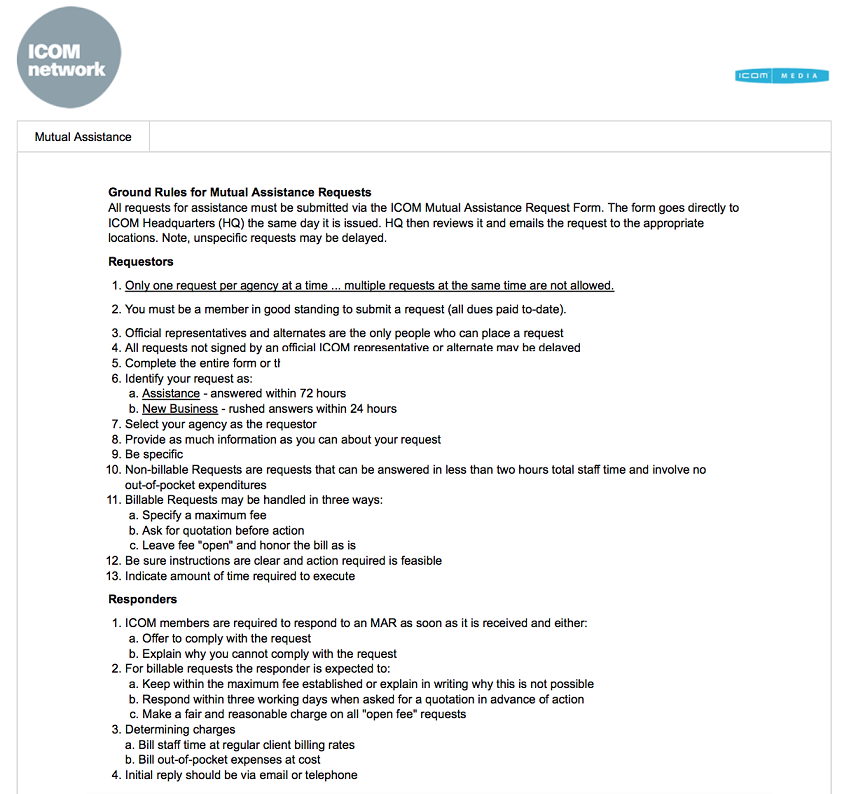 ICOM
network
ICOM MEDIA
Mutual Assistance
Ground Rules for Mutual Assistance Requests
All requests for assistance must be submitted via the ICOM Mutual Assistance Request Form. The form goes directly to
ICOM Headquarters (HQ) the same day it is issued. HQ then reviews it and emails the request to the appropriate
locations. Note, unspecific requests may be delayed.
Requestors
1. Only one request per agency at a time ... multiple requests at the same time are not allowed.
2. You must be a member in good standing to submit a request (all dues paid to-date).
3. Official representatives and alternates are the only people who can place a request
4. All requests not signed by an official ICOM representative or alternate may be delayed
5. Complete the entire form or
6. Identify your request as:
a. Assistance - answered within 72 hours
b. New Business - rushed answers within 24 hours
7. Select your agency as the requestor
8. Provide as much information as you can about your request
9. Be specific
10. Non-billable Requests are requests that can be answered in less than two hours total staff time and involve no
out-of-pocket expenditures
11. Billable Requests may be handled in three ways:
a. Specify a maximum fee
b. Ask for quotation before action
c. Leave fee "open" and honor the bill as is
12. Be sure instructions are clear and action required is feasible
13. Indicate amount of time required to execute
Responders
1. ICOM members are required to respond to an MAR as soon as it is received and either:
a. Offer to comply with the request
b. Explain why you cannot comply with the request
2. For billable requests the responder is expected to:
a. Keep within the maximum fee established or explain in writing why this is not possible
b. Respond within three working days when asked for a quotation in advance of action
c. Make a fair and reasonable charge on all "open fee" requests
3. Determining charges
a. Bill staff time at regular client billing rates
b. Bill out-of-pocket expenses at cost
4. Initial reply should be via email or telephone